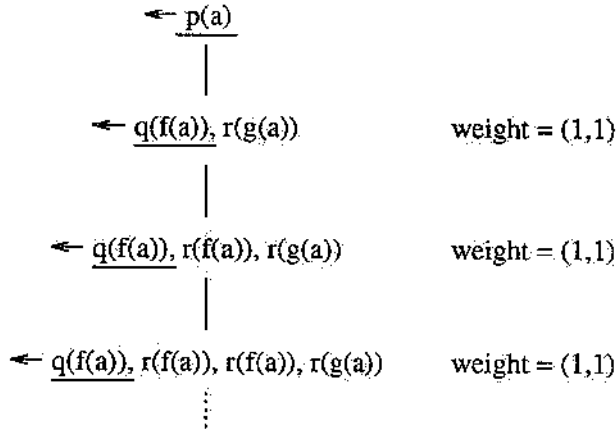 ← p(a)
← q(f(a)), r(g(a)) weight = (1,1)
← q(f(a)), r(f(a)), r(g(a)) weight = (1,1)
← q(f(a)), r(f(a)), r(f(a)), r(g(a)) weight = (1,1)